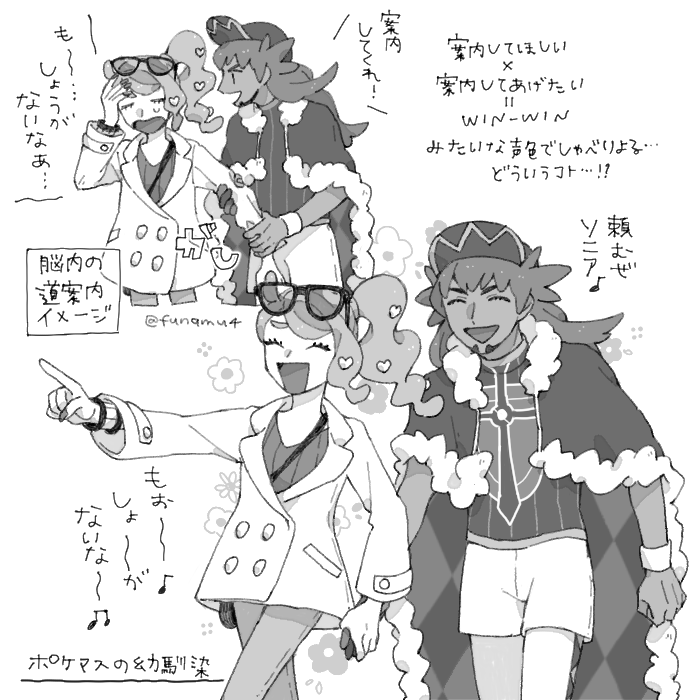 案内
してくれ!
も〜…
しょうが
ないなぁ…
ガシ
脳内の
道案内
イメージ
@funamu4
案内してほしい
×
案内してあげたい
=
WIN-WIN
みたいな声色でしゃべりよる…
どういうコト…!?
頼むぜ
ソニア♪
もぉ〜
しょ〜が
ないな〜♪
ポケマスの幼馴染